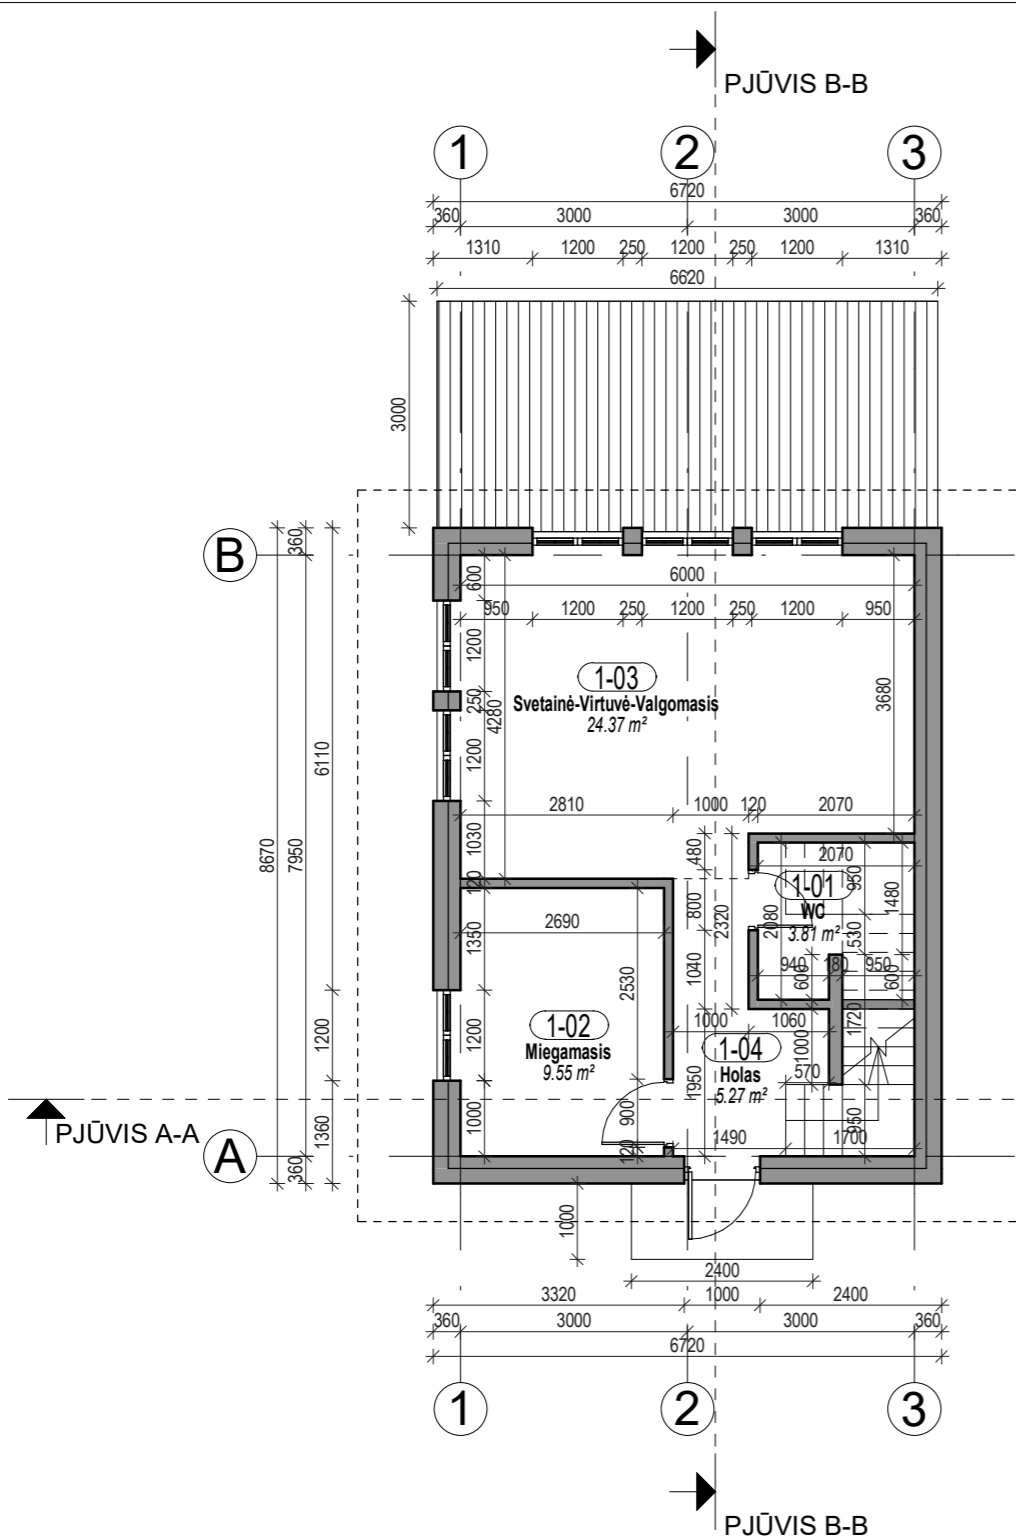 PJŪVIS B-B
1 2 3
6720
360 3000 3000 360
1310 1200 250 1200 250 1200 1310
6620
3000
B
360
600
6000
950 1200 250 1200 250 1200 950
1200
1-03
Svetainė-Virtuvė-Valgomasis
24.37 m²
250
4280
3680
1200
6110
2810 1000 120 2070
1030
480
8670
7950
2070
120
1-01
WC
3.81 m²
950
1480
800
2320
2080
530
1350
2690
940 180 950
600
600
2530
1040
1-02
Miegamasis
9.55 m²
1200
1200
1000 1060
1720
1-04
Holas
5.27 m²
1000
1950
570
PJŪVIS A-A
A
1360
1000
900
950
120
1490 1700
360
1000
2400
3320 1000 2400
360 3000 3000 360
6720
1 2 3
PJŪVIS B-B